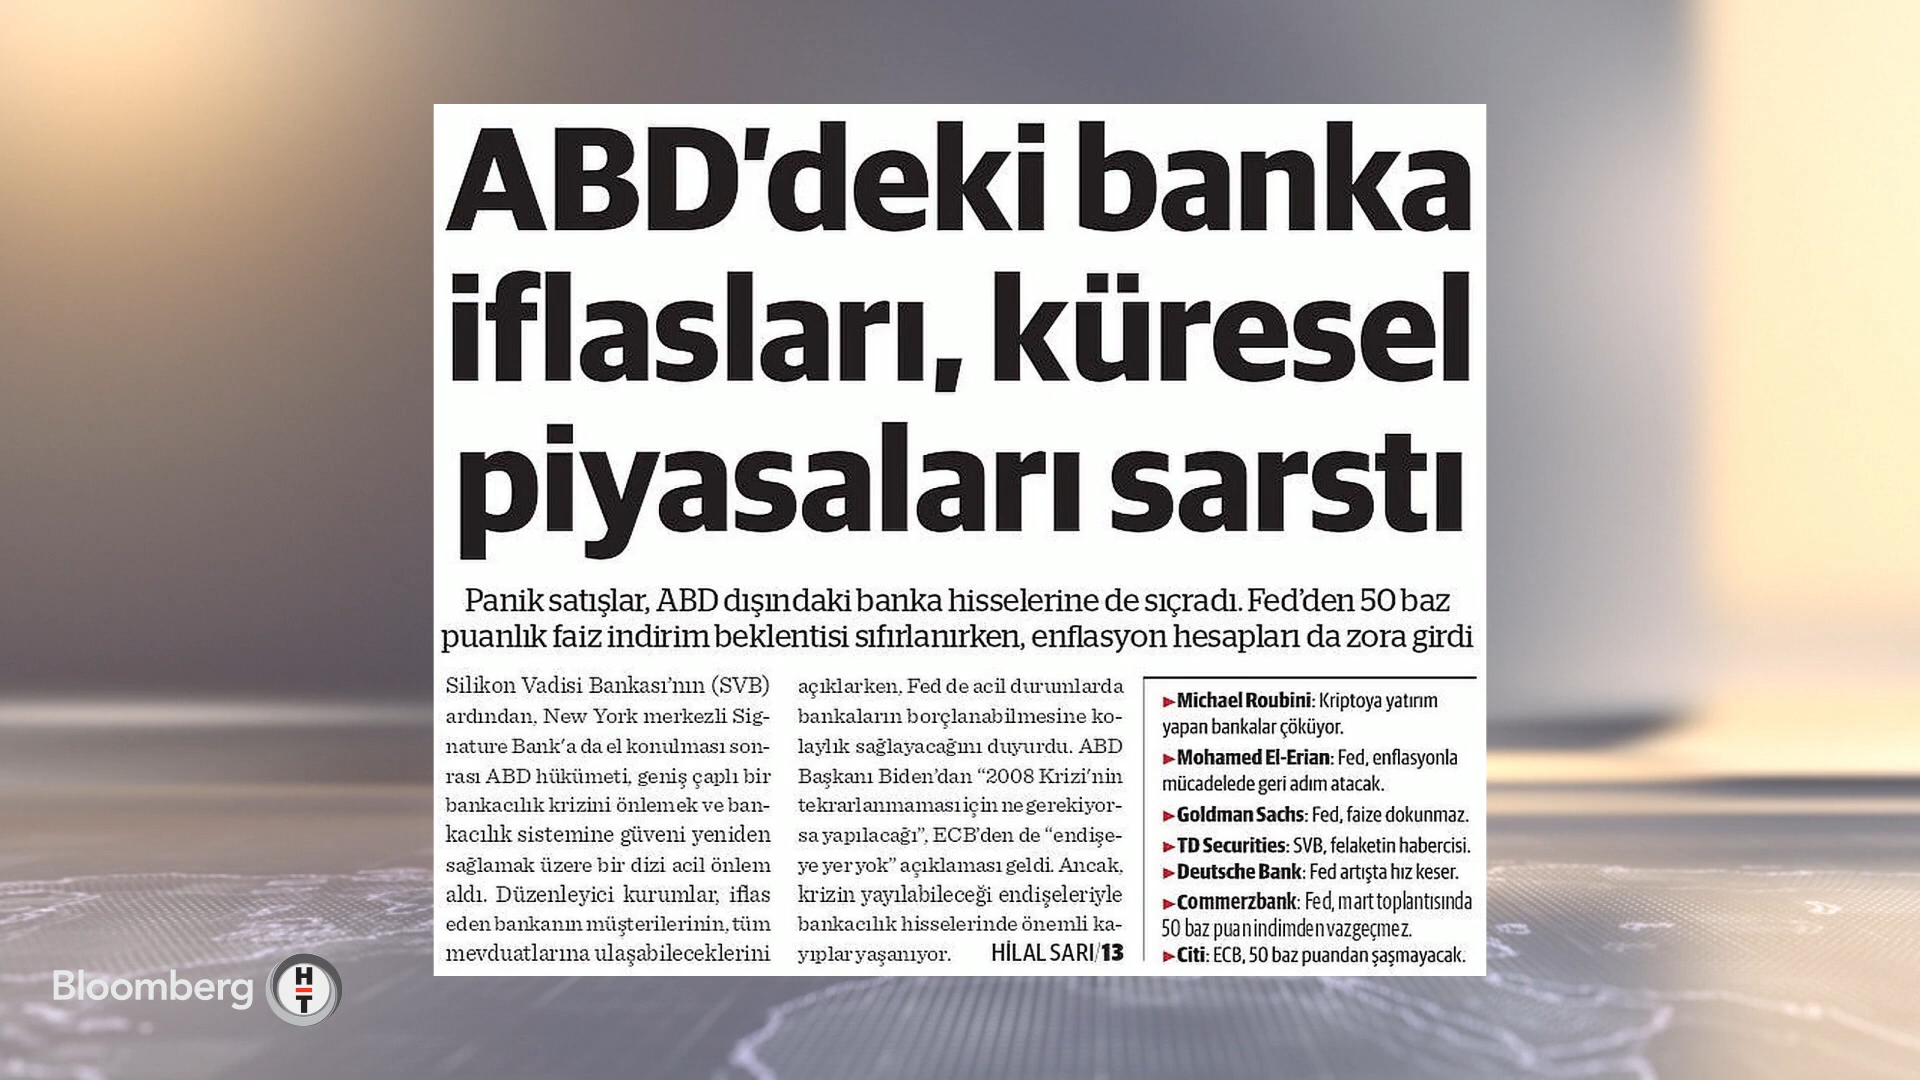 ABD'deki banka
iflasları, küresel
piyasaları sarstı
Panik satışlar, ABD dışındaki banka hisselerine de sıçradı. Fed'den 50 baz
puanlık faiz indirim beklentisi sıfırlanırken, enflasyon hesapları da zora girdi
Silikon Vadisi Bankası'nın (SVB)
ardından, New York merkezli Sig-
nature Bank'a da el konulması son-
rası ABD hükümeti, geniş çaplı bir
bankacılık krizini önlemek ve ban-
kacılık sistemine güveni yeniden
sağlamak üzere bir dizi acil önlem
aldı. Düzenleyici kurumlar, iflas
eden bankanın müşterilerinin, tüm
mevduatlarına ulaşabileceklerini
açıklarken, Fed de acil durumlarda
bankaların borçlanabilmesine ko-
laylık sağlayacağını duyurdu. ABD
Başkanı Biden'dan “2008 Krizi'nin
tekrarlanmaması için ne gerekiyor-
sa yapılacağı”, ECB'den de “endişe-
ye yer yok” açıklaması geldi. Ancak,
krizin yayılabileceği endişeleriyle
bankacılık hisselerinde önemli ka-
yıplar yaşanıyor. HİLAL SARI/13
►Michael Roubini: Kriptoya yatırım
yapan bankalar çöküyor.
►Mohamed El-Erian: Fed, enflasyonla
mücadelede geri adım atacak.
►Goldman Sachs: Fed, faize dokunmaz.
►TD Securities: SVB, felaketin habercisi.
►Deutsche Bank: Fed artışta hız keser.
►Commerzbank: Fed, mart toplantısında
50 baz puan indimden vazgeçmez.
►Citi: ECB, 50 baz puandan şaşmayacak.
Bloomberg HT